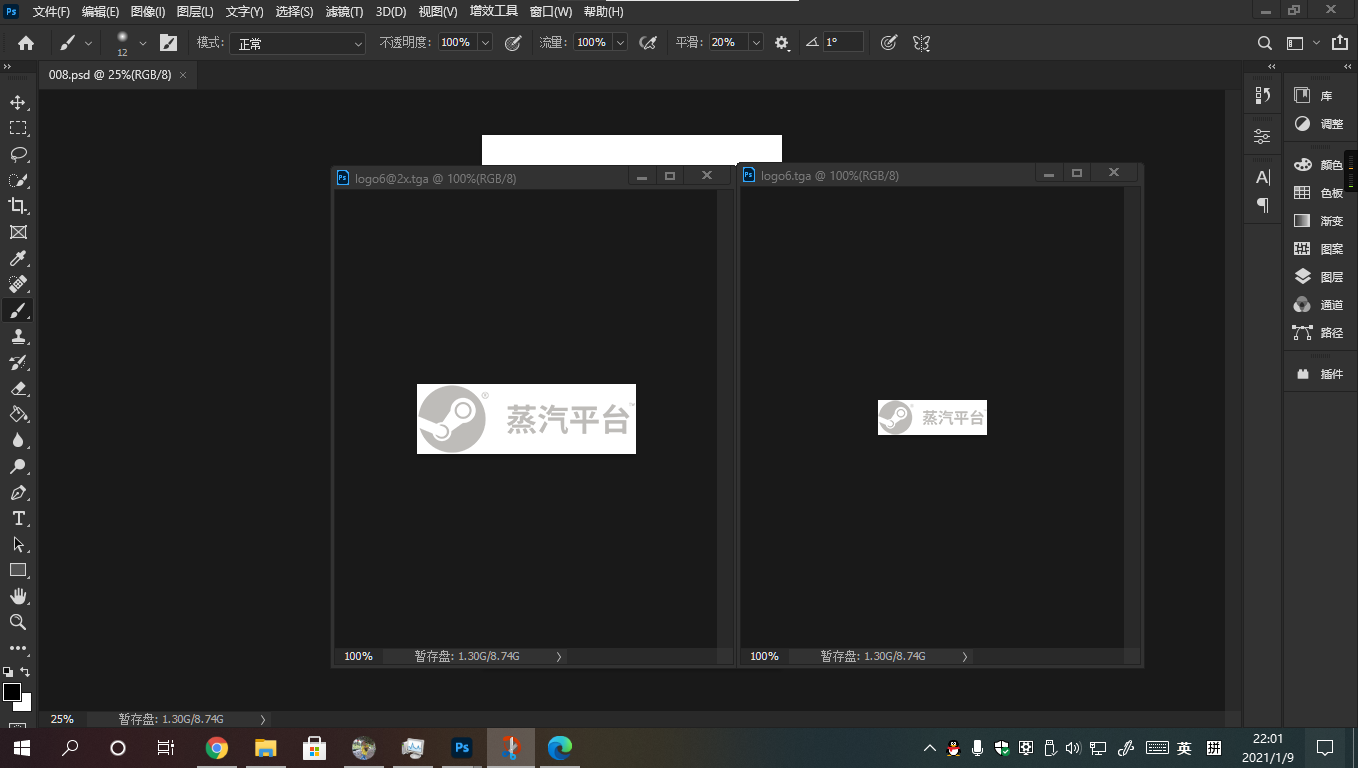 Ps 文件(F) 编辑(E) 图像(I) 图层(L) 文字(Y) 选择(S) 滤镜(T) 3D(D) 视图(V) 增效工具 窗口(W) 帮助(H)
12 模式: 正常 不透明度: 100% 流量: 100% 平滑: 20% 1°
008.psd @ 25%(RGB/8) ×
库
调整
颜色
色板
渐变
图案
图层
通道
路径
插件
Ps logo6@2x.tga @ 100%(RGB/8)
® 蒸汽平台™
100% 暂存盘: 1.30G/8.74G
Ps logo6.tga @ 100%(RGB/8)
蒸汽平台
100% 暂存盘: 1.30G/8.74G
25% 暂存盘: 1.30G/8.74G
Ps
英 拼
22:01
2021/1/9